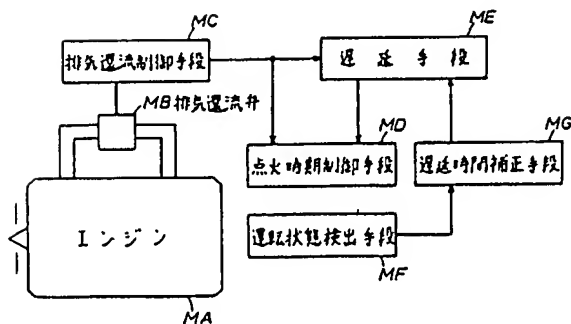 MC
ME
排気還流制御手段
遅延手段
MB 排気還流弁
MD
MG
点火時期制御手段
遅延時間補正手段
エンジン
運転状態検出手段
MF
MA